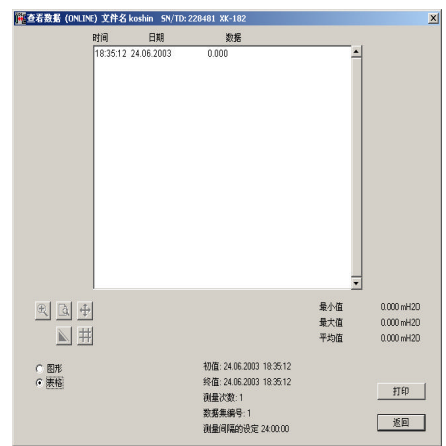 查看数据 (ONLINE) 文件名 koshin SN/TD: 228481 XK-182
时间 日期 数据
18:35:12 24.06.2003 0.000
最小值 0.000 mH2O
最大值 0.000 mH2O
平均值 0.000 mH2O
图形
表格
初值: 24.06.2003 18:35:12
终值: 24.06.2003 18:35:12
测量次数: 1
数据集编号: 1
测量间隔的设定 24:00:00
打印
返回